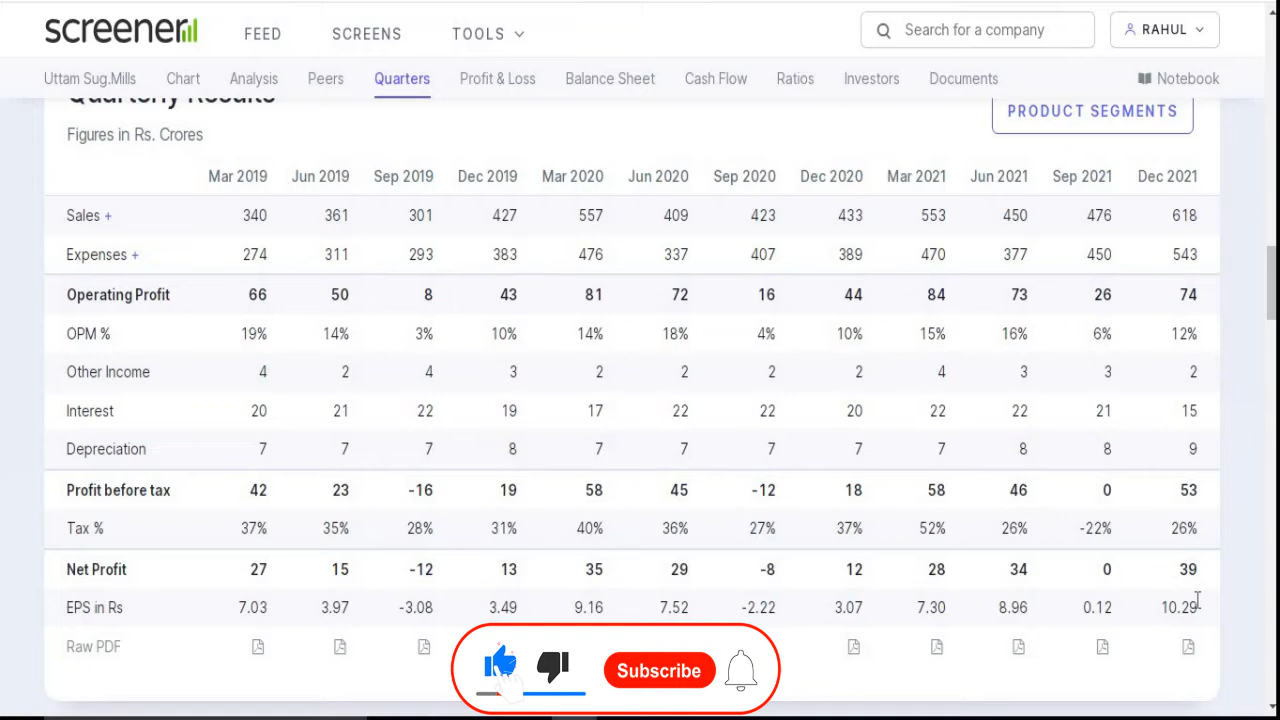 screener
FEED SCREENS TOOLS
Search for a company
RAHUL
Uttam Sug.Mills Chart Analysis Peers Quarters Profit & Loss Balance Sheet Cash Flow Ratios Investors Documents Notebook
Quarterly Results
PRODUCT SEGMENTS
Figures in Rs. Crores
Mar 2019 Jun 2019 Sep 2019 Dec 2019 Mar 2020 Jun 2020 Sep 2020 Dec 2020 Mar 2021 Jun 2021 Sep 2021 Dec 2021
Sales + 340 361 301 427 557 409 423 433 553 450 476 618
Expenses + 274 311 293 383 476 337 407 389 470 377 450 543
Operating Profit 66 50 8 43 81 72 16 44 84 73 26 74
OPM % 19% 14% 3% 10% 14% 18% 4% 10% 15% 16% 6% 12%
Other Income 4 2 4 3 2 2 2 2 4 3 3 2
Interest 20 21 22 19 17 22 22 20 22 22 21 15
Depreciation 7 7 7 8 7 7 7 7 7 8 8 9
Profit before tax 42 23 -16 19 58 45 -12 18 58 46 0 53
Tax % 37% 35% 28% 31% 40% 36% 27% 37% 52% 26% -22% 26%
Net Profit 27 15 -12 13 35 29 -8 12 28 34 0 39
EPS in Rs 7.03 3.97 -3.08 3.49 9.16 7.52 -2.22 3.07 7.30 8.96 0.12 10.29
Raw PDF
Subscribe